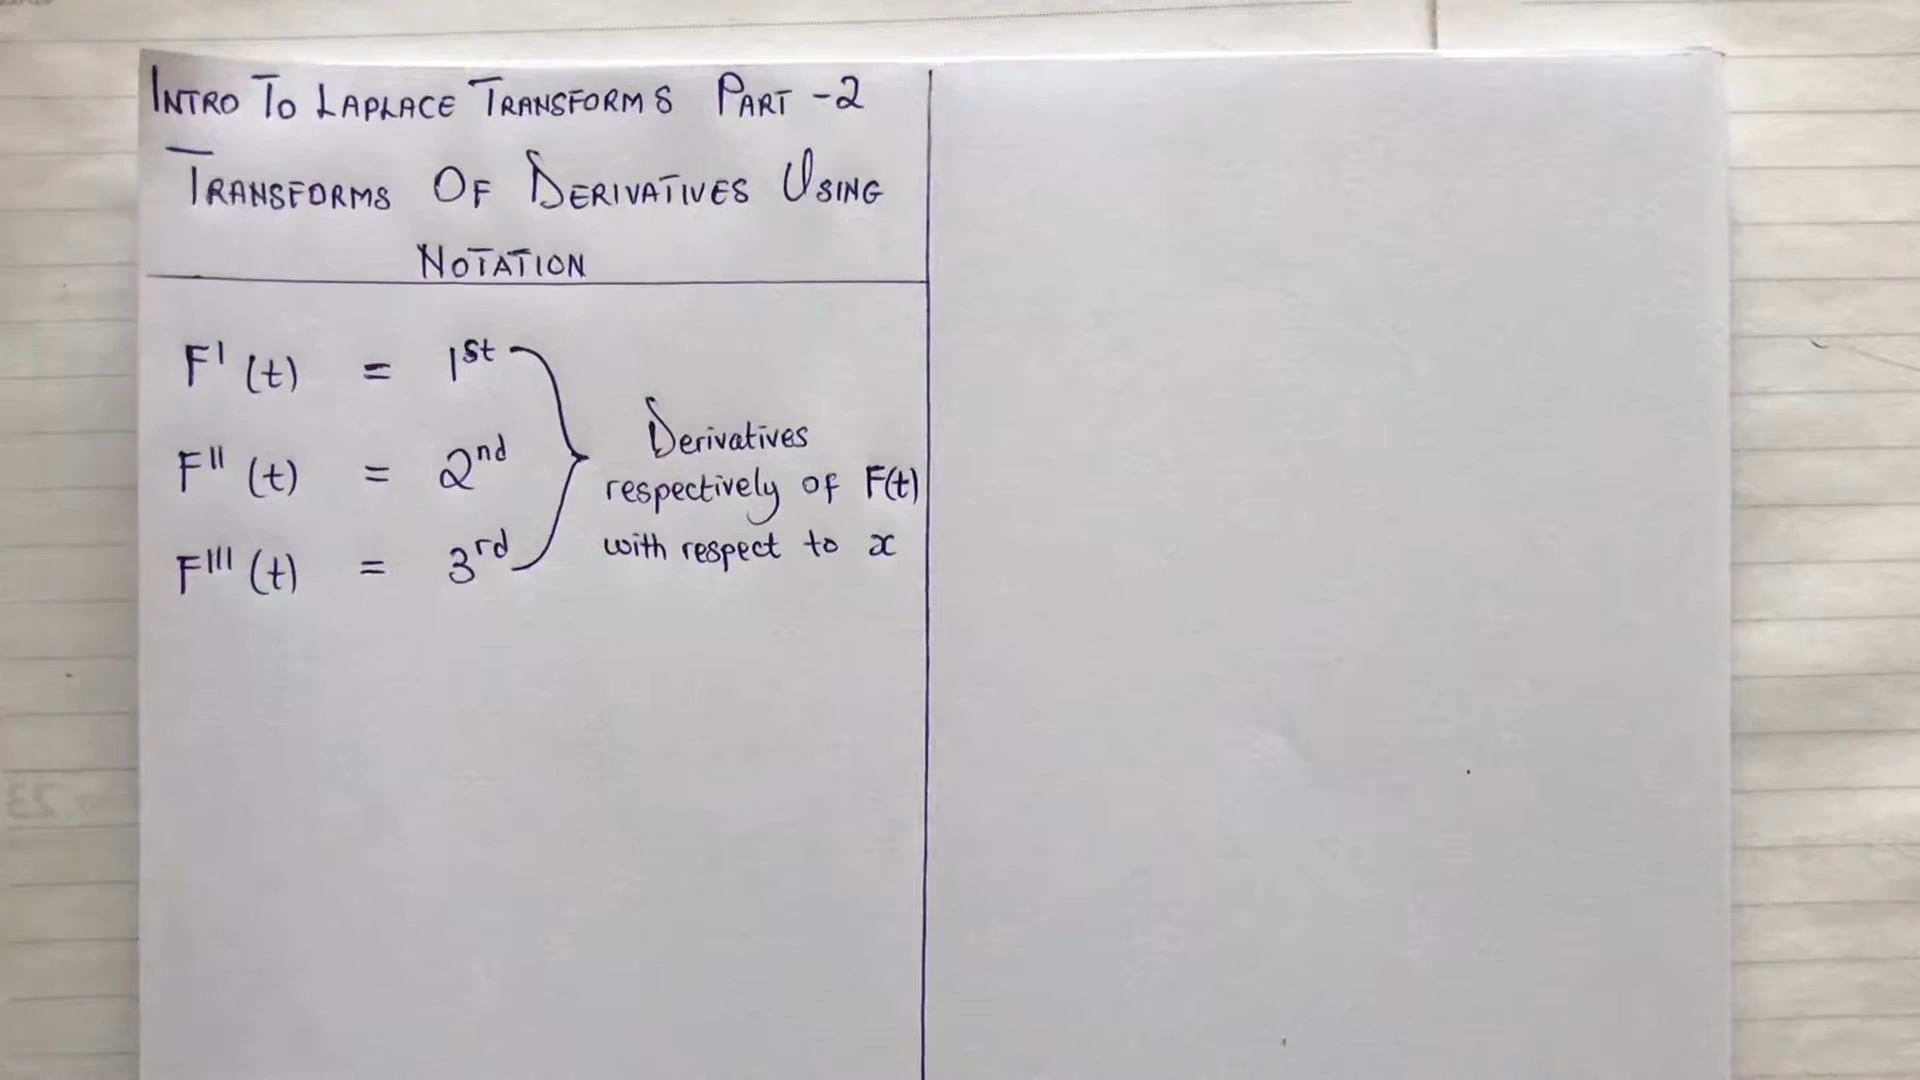 INTRO TO LAPLACE TRANSFORMS PART -2
TRANSFORMS OF DERIVATIVES USING
NOTATION
F' (t) = 1st
F'' (t) = 2nd
F''' (t) = 3rd
Derivatives
respectively of F(t)
with respect to x
23